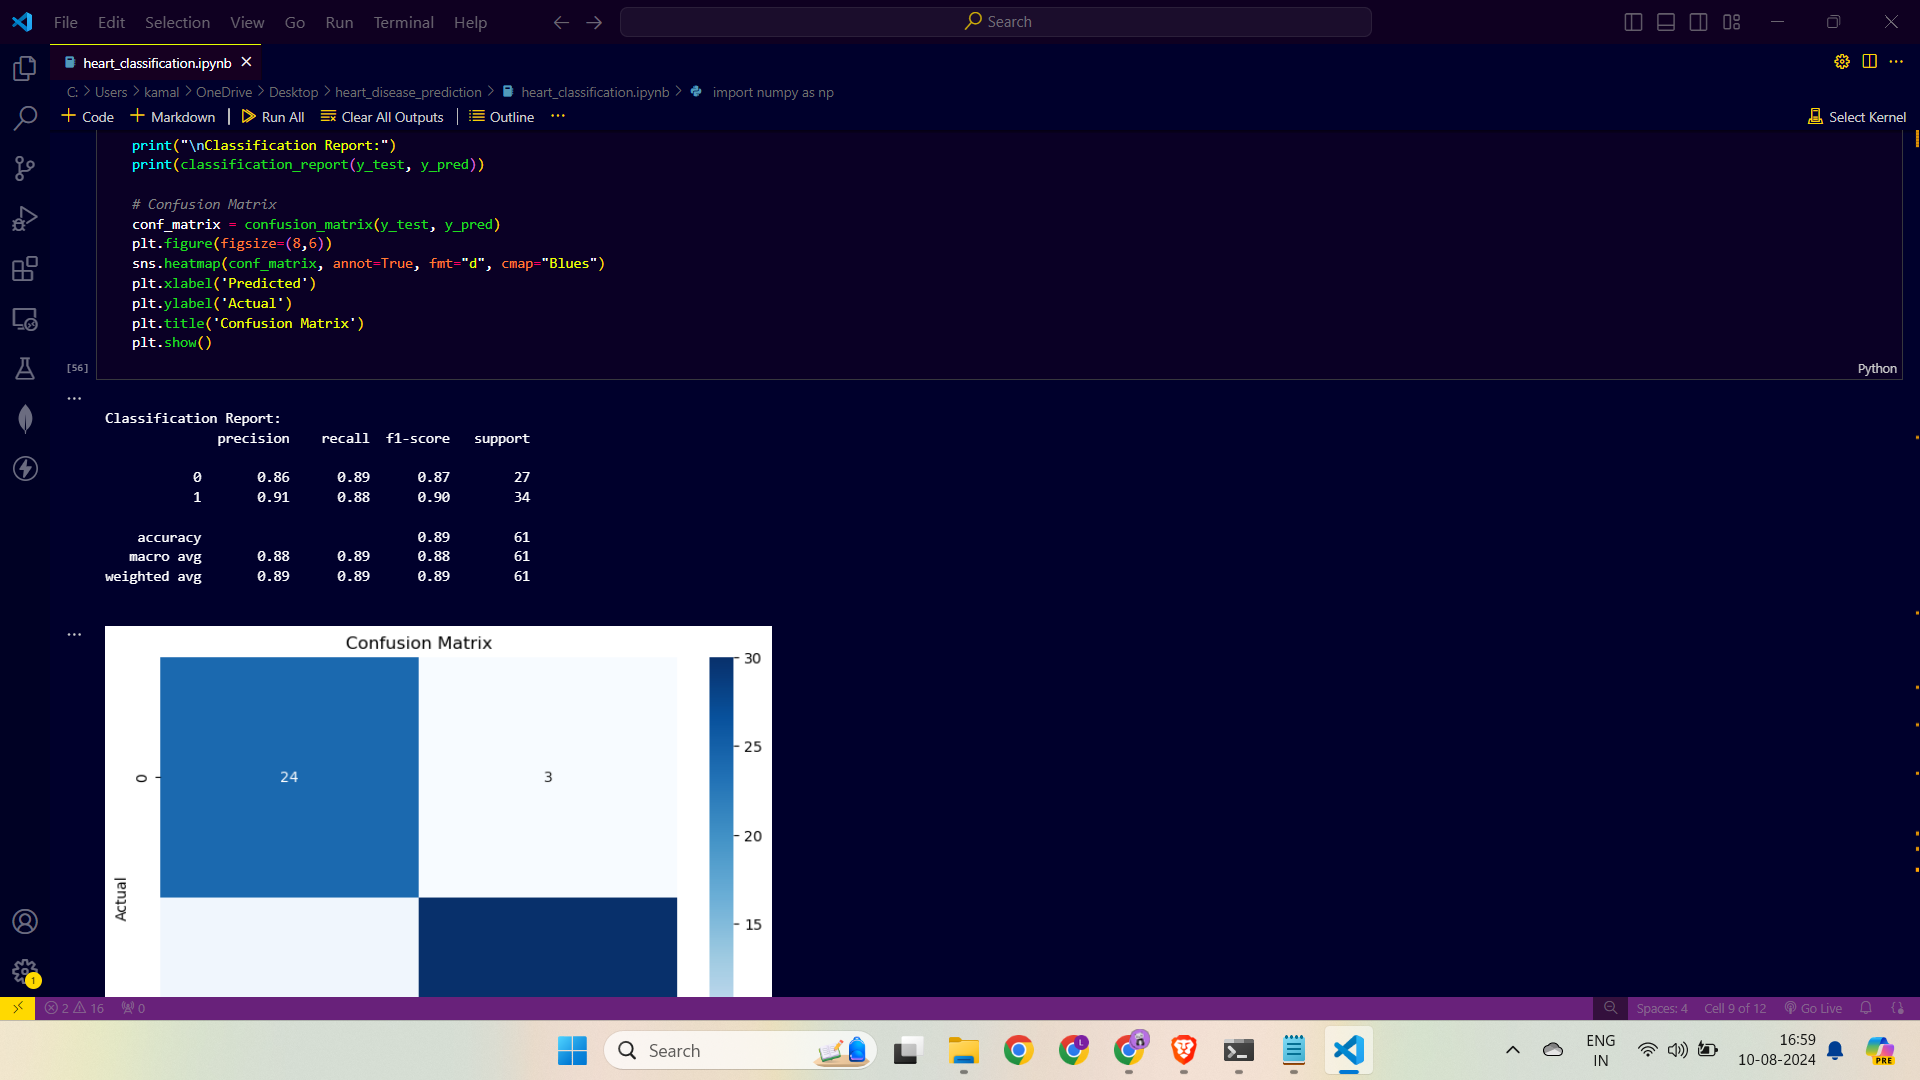 File Edit Selection View Go Run Terminal Help
Search
heart_classification.ipynb
C: > Users > kamal > OneDrive > Desktop > heart_disease_prediction > heart_classification.ipynb > import numpy as np
+ Code + Markdown | Run All Clear All Outputs | Outline ...
Select Kernel
print("\nClassification Report:")
print(classification_report(y_test, y_pred))
# Confusion Matrix
conf_matrix = confusion_matrix(y_test, y_pred)
plt.figure(figsize=(8,6))
sns.heatmap(conf_matrix, annot=True, fmt="d", cmap="Blues")
plt.xlabel('Predicted')
plt.ylabel('Actual')
plt.title('Confusion Matrix')
plt.show()
[56]
Python
Classification Report:
precision recall f1-score support
0 0.86 0.89 0.87 27
1 0.91 0.88 0.90 34
accuracy 0.89 61
macro avg 0.88 0.89 0.88 61
weighted avg 0.89 0.89 0.89 61
Confusion Matrix
30
25
0
24
3
20
Actual
15
1
2 16 0
Spaces: 4 Cell 9 of 12 Go Live
Search
L
PRE
ENG
IN
16:59
10-08-2024